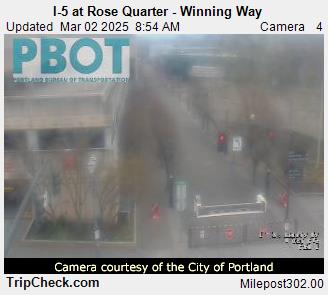 I-5 at Rose Quarter - Winning Way
Updated Mar 02 2025 8:54 AM Camera 4
PBOT
PORTLAND BUREAU OF TRANSPORTATION
Camera courtesy of the City of Portland
TripCheck.com Milepost302.00